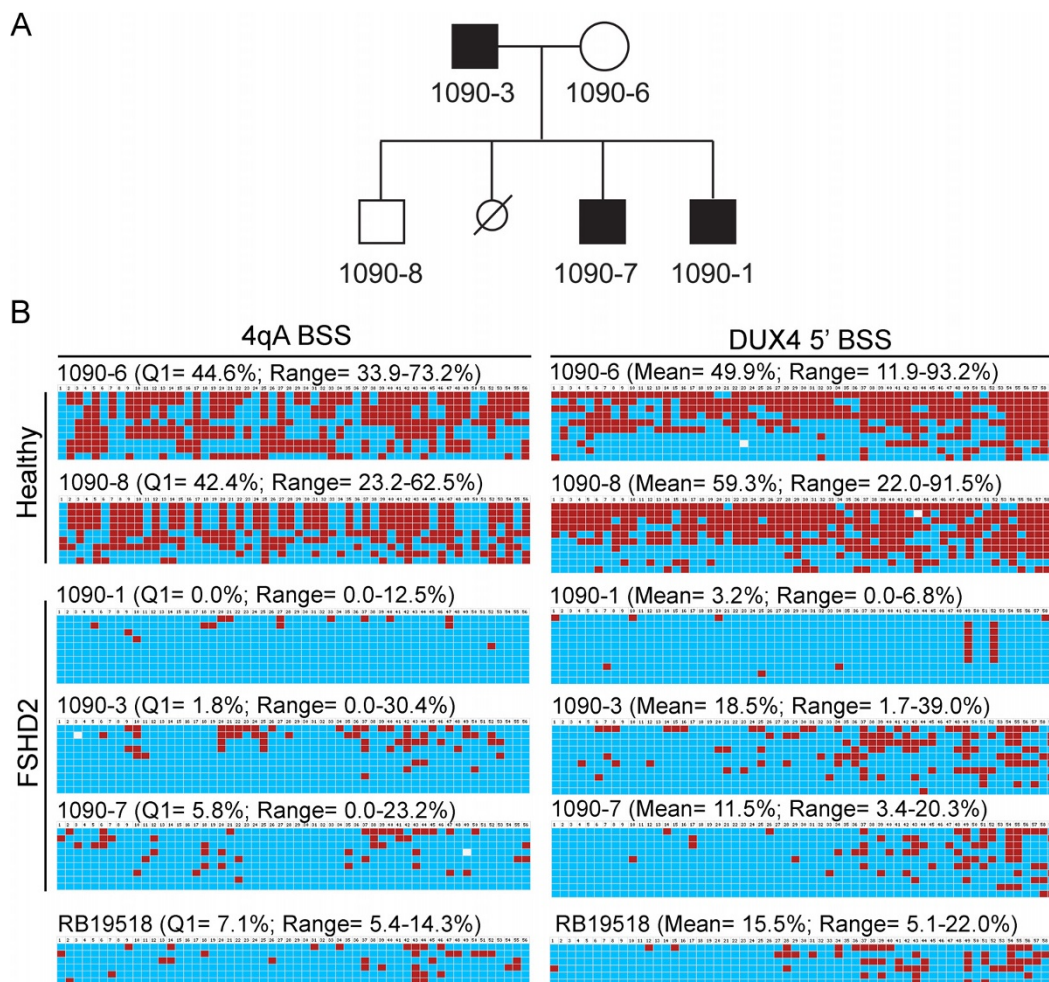 A
1090-3 1090-6
1090-8 1090-7 1090-1
B
4qA BSS
DUX4 5' BSS
Healthy
1090-6 (Q1= 44.6%; Range= 33.9-73.2%)
1090-6 (Mean= 49.9%; Range= 11.9-93.2%)
1090-8 (Q1= 42.4%; Range= 23.2-62.5%)
1090-8 (Mean= 59.3%; Range= 22.0-91.5%)
FSHD2
1090-1 (Q1= 0.0%; Range= 0.0-12.5%)
1090-1 (Mean= 3.2%; Range= 0.0-6.8%)
1090-3 (Q1= 1.8%; Range= 0.0-30.4%)
1090-3 (Mean= 18.5%; Range= 1.7-39.0%)
1090-7 (Q1= 5.8%; Range= 0.0-23.2%)
1090-7 (Mean= 11.5%; Range= 3.4-20.3%)
RB19518 (Q1= 7.1%; Range= 5.4-14.3%)
RB19518 (Mean= 15.5%; Range= 5.1-22.0%)